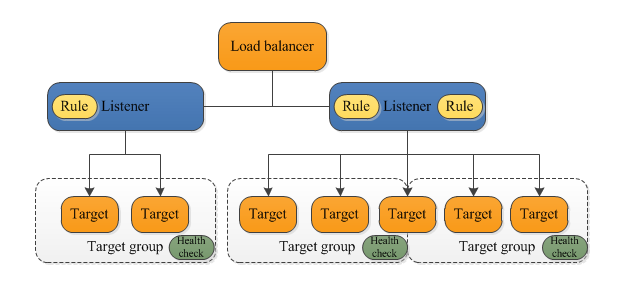 Load balancer
Rule Listener
Rule Listener Rule
Target Target
Target Target Target Target Target
Target group
Health
check
Target group
Health
check
Target group
Health
check